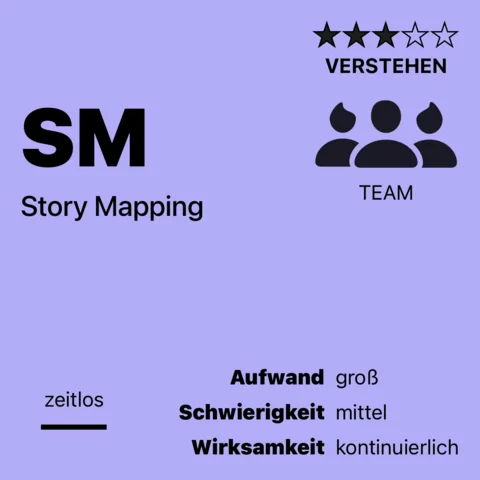 ★★★☆☆
VERSTEHEN
SM
Story Mapping
TEAM
zeitlos
Aufwand groß
Schwierigkeit mittel
Wirksamkeit kontinuierlich